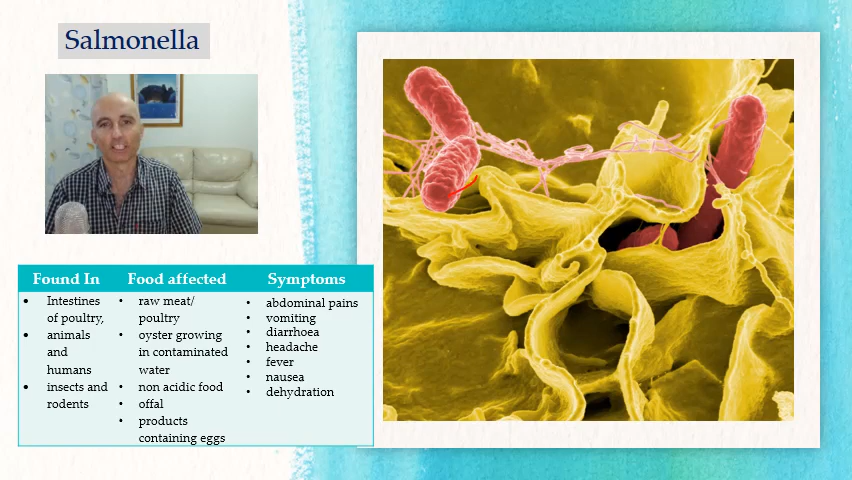 Salmonella
Found In
Food affected
Symptoms
• Intestines
of poultry,
• animals
and
humans
• insects and
rodents
• raw meat/
poultry
• oyster growing
in contaminated
water
• non acidic food
• offal
• products
containing eggs
• abdominal pains
• vomiting
• diarrhoea
• headache
• fever
• nausea
• dehydration